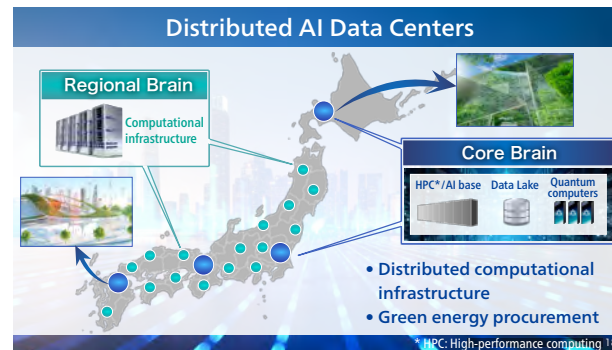 Distributed AI Data Centers
Regional Brain
Computational
infrastructure
Core Brain
HPC*/AI base
Data Lake
Quantum
computers
• Distributed computational
infrastructure
• Green energy procurement
* HPC: High-performance computing